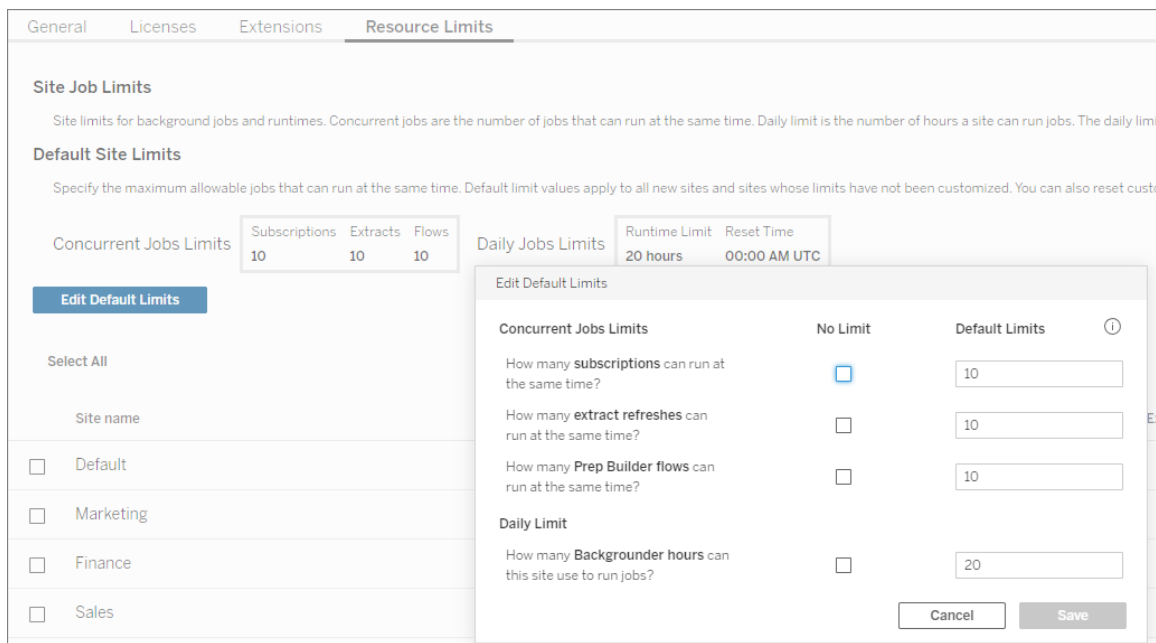 General Licenses Extensions Resource Limits
Site Job Limits
Site limits for background jobs and runtimes. Concurrent jobs are the number of jobs that can run at the same time. Daily limit is the number of hours a site can run jobs. The daily
Default Site Limits
Specify the maximum allowable jobs that can run at the same time. Default limit values apply to all new sites and sites whose limits have not been customized. You can also reset
Concurrent Jobs Limits
Subscriptions Extracts Flows
10 10 10
Daily Jobs Limits
Runtime Limit Reset Time
20 hours 00:00 AM UTC
Edit Default Limits
Select All
Site name
Default
Marketing
Finance
Sales
Edit Default Limits
Concurrent Jobs Limits No Limit Default Limits
How many subscriptions can run at
the same time?
10
How many extract refreshes can
run at the same time?
10
How many Prep Builder flows can
run at the same time?
10
Daily Limit
How many Backgrounder hours can
this site use to run jobs?
20
Cancel Save